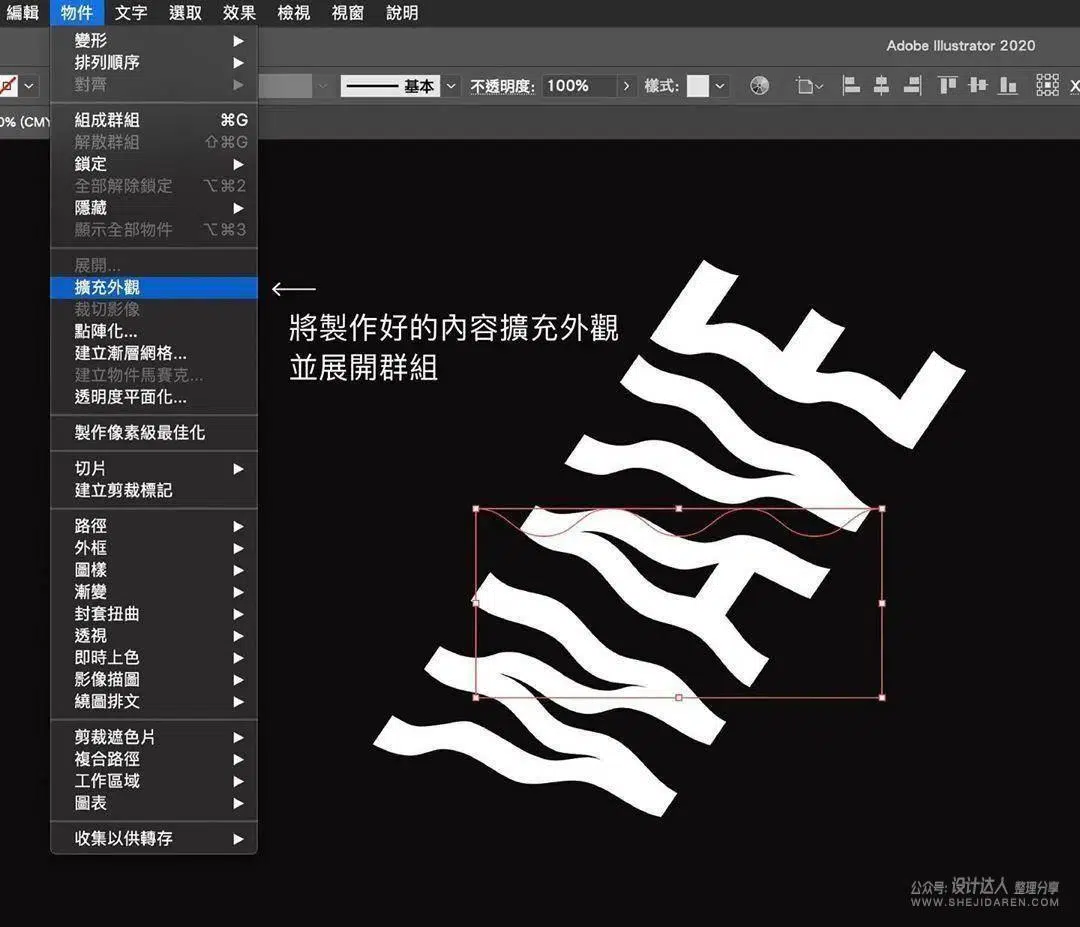 編輯 物件 文字 選取 效果 檢視 視窗 說明
Adobe Illustrator 2020
基本 不透明度: 100% 樣式:
0% (CMY
變形
排列順序
對齊
組成群組 ⌘G
解散群組 ⇧⌘G
鎖定
全部解除鎖定 ⌥⌘2
隱藏
顯示全部物件 ⌥⌘3
展開...
擴充外觀
裁切影像
點陣化...
建立漸層網格...
建立物件馬賽克...
透明度平面化...
製作像素級最佳化
切片
建立剪裁標記
路徑
外框
圖樣
漸變
封套扭曲
透視
即時上色
影像描圖
繞圖排文
剪裁遮色片
複合路徑
工作區域
圖表
收集以供轉存
將製作好的內容擴充外觀
並展開群組
公众号: 设计达人 整理分享
WWW.SHEJIDAREN.COM